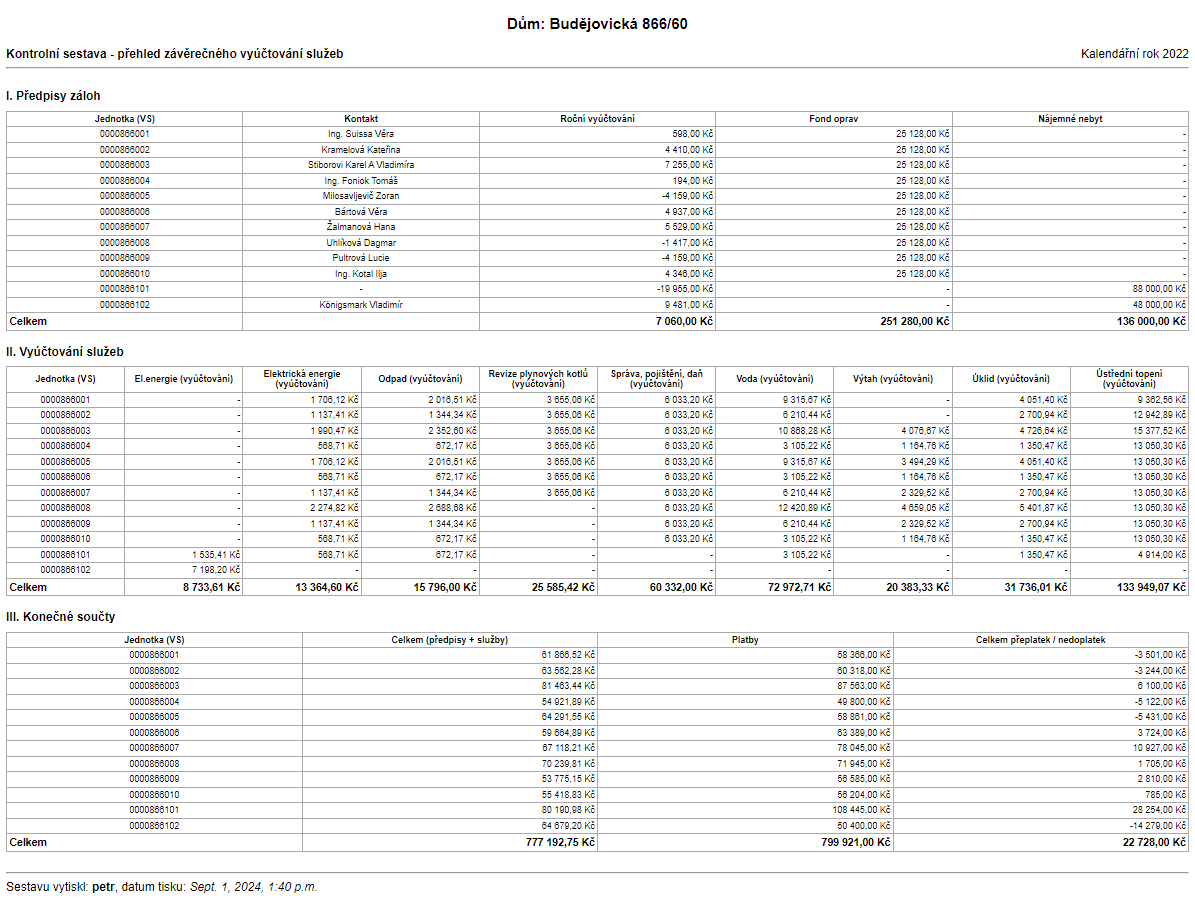 Dům: Budějovická 866/60
Kontrolní sestava - přehled závěrečného vyúčtování služeb Kalendářní rok 2022
I. Předpisy záloh
Jednotka (VS) Kontakt Roční vyúčtování Fond oprav Nájemné nebyt
0000866001 Ing. Suissa Věra 598,00 Kč 25 128,00 Kč -
0000866002 Kramelová Kateřina 4 410,00 Kč 25 128,00 Kč -
0000866003 Stiborovi Karel A Vladimíra 7 255,00 Kč 25 128,00 Kč -
0000866004 Ing. Foniok Tomáš 194,00 Kč 25 128,00 Kč -
0000866005 Milosavljevič Zoran -4 159,00 Kč 25 128,00 Kč -
0000866006 Bártová Věra 4 937,00 Kč 25 128,00 Kč -
0000866007 Žalmanová Hana 5 529,00 Kč 25 128,00 Kč -
0000866008 Uhlíková Dagmar -1 417,00 Kč 25 128,00 Kč -
0000866009 Pultrová Lucie -4 159,00 Kč 25 128,00 Kč -
0000866010 Ing. Kotal Ilja 4 346,00 Kč 25 128,00 Kč -
0000866101 - -19 955,00 Kč - 88 000,00 Kč
0000866102 Königsmark Vladimír 9 481,00 Kč - 48 000,00 Kč
Celkem 7 060,00 Kč 251 280,00 Kč 136 000,00 Kč
II. Vyúčtování služeb
Jednotka (VS) El.energie (vyúčtování) Elektrická energie (vyúčtování) Odpad (vyúčtování) Revize plynových kotlů (vyúčtování) Správa, pojištění, daň (vyúčtování) Voda (vyúčtování) Výtah (vyúčtování) Úklid (vyúčtování) Ústřední topení (vyúčtování)
0000866001 - 1 706,12 Kč 2 016,51 Kč 3 655,06 Kč 6 033,20 Kč 9 315,67 Kč - 4 051,40 Kč 9 362,56 Kč
0000866002 - 1 137,41 Kč 1 344,34 Kč 3 655,06 Kč 6 033,20 Kč 6 210,44 Kč - 2 700,94 Kč 12 942,89 Kč
0000866003 - 1 990,47 Kč 2 352,60 Kč 3 655,06 Kč 6 033,20 Kč 10 868,28 Kč 4 076,67 Kč 4 726,64 Kč 15 377,52 Kč
0000866004 - 568,71 Kč 672,17 Kč 3 655,06 Kč 6 033,20 Kč 3 105,22 Kč 1 164,76 Kč 1 350,47 Kč 13 050,30 Kč
0000866005 - 1 706,12 Kč 2 016,51 Kč 3 655,06 Kč 6 033,20 Kč 9 315,67 Kč 3 494,29 Kč 4 051,40 Kč 13 050,30 Kč
0000866006 - 568,71 Kč 672,17 Kč 3 655,06 Kč 6 033,20 Kč 3 105,22 Kč 1 164,76 Kč 1 350,47 Kč 13 050,30 Kč
0000866007 - 1 137,41 Kč 1 344,34 Kč 3 655,06 Kč 6 033,20 Kč 6 210,44 Kč 2 329,52 Kč 2 700,94 Kč 13 050,30 Kč
0000866008 - 2 274,82 Kč 2 688,68 Kč - 6 033,20 Kč 12 420,89 Kč 4 659,05 Kč 5 401,87 Kč 13 050,30 Kč
0000866009 - 1 137,41 Kč 1 344,34 Kč - 6 033,20 Kč 6 210,44 Kč 2 329,52 Kč 2 700,94 Kč 13 050,30 Kč
0000866010 - 568,71 Kč 672,17 Kč - 6 033,20 Kč 3 105,22 Kč 1 164,76 Kč 1 350,47 Kč 13 050,30 Kč
0000866101 1 535,41 Kč 568,71 Kč 672,17 Kč - - 3 105,22 Kč - 1 350,47 Kč 4 914,00 Kč
0000866102 7 198,20 Kč - - - - - - - -
Celkem 8 733,61 Kč 13 364,60 Kč 15 796,00 Kč 25 585,42 Kč 60 332,00 Kč 72 972,71 Kč 20 383,33 Kč 31 736,01 Kč 133 949,07 Kč
III. Konečné součty
Jednotka (VS) Celkem (předpisy + služby) Platby Celkem přeplatek / nedoplatek
0000866001 61 866,52 Kč 58 366,00 Kč -3 501,00 Kč
0000866002 63 562,28 Kč 60 318,00 Kč -3 244,00 Kč
0000866003 81 463,44 Kč 87 563,00 Kč 6 100,00 Kč
0000866004 54 921,89 Kč 49 800,00 Kč -5 122,00 Kč
0000866005 64 291,55 Kč 58 861,00 Kč -5 431,00 Kč
0000866006 59 664,89 Kč 63 389,00 Kč 3 724,00 Kč
0000866007 67 118,21 Kč 78 045,00 Kč 10 927,00 Kč
0000866008 70 239,81 Kč 71 945,00 Kč 1 705,00 Kč
0000866009 53 775,15 Kč 56 585,00 Kč 2 810,00 Kč
0000866010 55 418,83 Kč 56 204,00 Kč 785,00 Kč
0000866101 80 190,98 Kč 108 445,00 Kč 28 254,00 Kč
0000866102 64 679,20 Kč 50 400,00 Kč -14 279,00 Kč
Celkem 777 192,75 Kč 799 921,00 Kč 22 728,00 Kč
Sestavu vytiskl: petr, datum tisku: Sept. 1, 2024, 1:40 p.m.